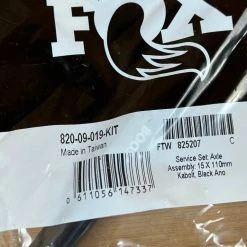 FOX
820-09-019-KIT
Made in Taiwan
FTW 825207 C
Service Set: Axle
Assembly: 15 X 110mm
Kabolt, Black Ano
0 611056 147337